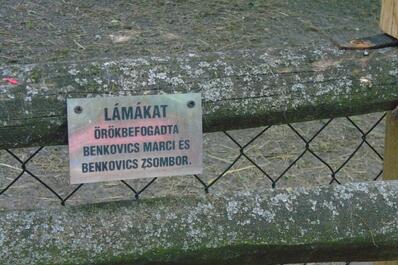 LÁMÁKAT
ÖRÖKBEFOGADTA
BENKOVICS MARCI ÉS
BENKOVICS ZSOMBOR.